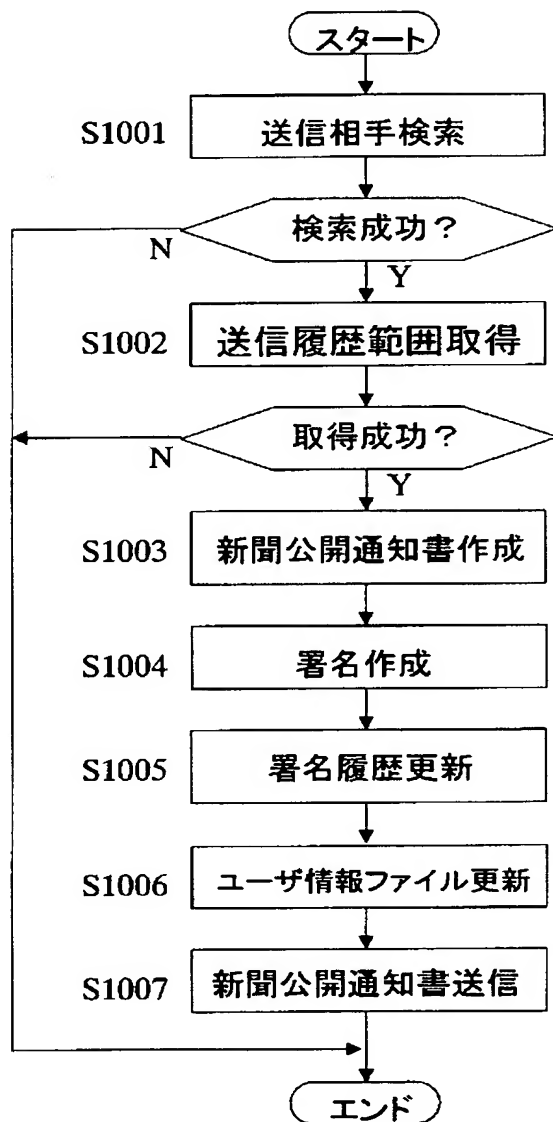 スタート
S1001 送信相手検索
検索成功？
N
Y
S1002 送信履歴範囲取得
取得成功？
N
Y
S1003 新聞公開通知書作成
S1004 署名作成
S1005 署名履歴更新
S1006 ユーザ情報ファイル更新
S1007 新聞公開通知書送信
エンド